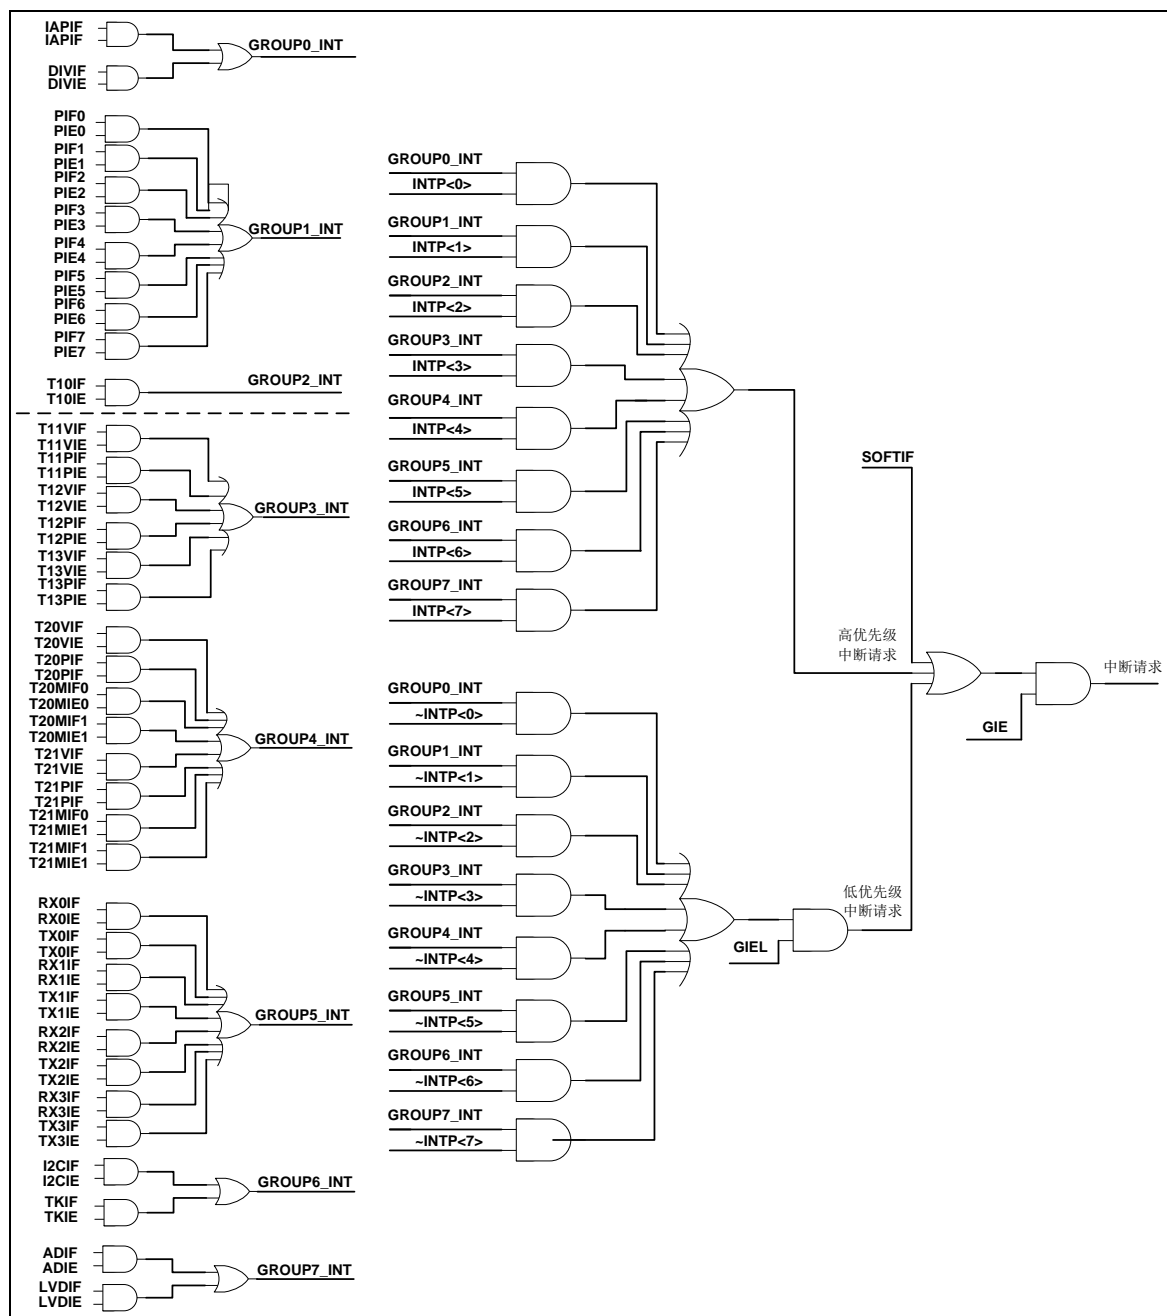 IAPIF
IAPIF
GROUP0_INT
DIVIF
DIVIE
PIF0
PIE0
PIF1
PIE1
PIF2
PIE2
PIF3
PIE3
GROUP1_INT
PIF4
PIE4
PIF5
PIE5
PIF6
PIE6
PIF7
PIE7
T10IF
T10IE
GROUP2_INT
T11VIF
T11VIE
T11PIF
T11PIE
T12VIF
T12VIE
GROUP3_INT
T12PIF
T12PIE
T13VIF
T13VIE
T13PIF
T13PIE
T20VIF
T20VIE
T20PIF
T20PIF
T20MIF0
T20MIE0
T20MIF1
T20MIE1
GROUP4_INT
T21VIF
T21VIE
T21PIF
T21PIF
T21MIF0
T21MIE1
T21MIF1
T21MIE1
RX0IF
RX0IE
TX0IF
TX0IF
RX1IF
RX1IE
TX1IF
TX1IE
GROUP5_INT
RX2IF
RX2IE
TX2IF
TX2IE
RX3IF
RX3IE
TX3IF
TX3IE
I2CIF
I2CIE
GROUP6_INT
TKIF
TKIE
ADIF
ADIE
GROUP7_INT
LVDIF
LVDIE
GROUP0_INT
INTP<0>
GROUP1_INT
INTP<1>
GROUP2_INT
INTP<2>
GROUP3_INT
INTP<3>
GROUP4_INT
INTP<4>
GROUP5_INT
INTP<5>
GROUP6_INT
INTP<6>
GROUP7_INT
INTP<7>
GROUP0_INT
~INTP<0>
GROUP1_INT
~INTP<1>
GROUP2_INT
~INTP<2>
GROUP3_INT
~INTP<3>
GROUP4_INT
~INTP<4>
GROUP5_INT
~INTP<5>
GROUP6_INT
~INTP<6>
GROUP7_INT
~INTP<7>
SOFTIF
高优先级
中断请求
低优先级
中断请求
GIEL
GIE
中断请求